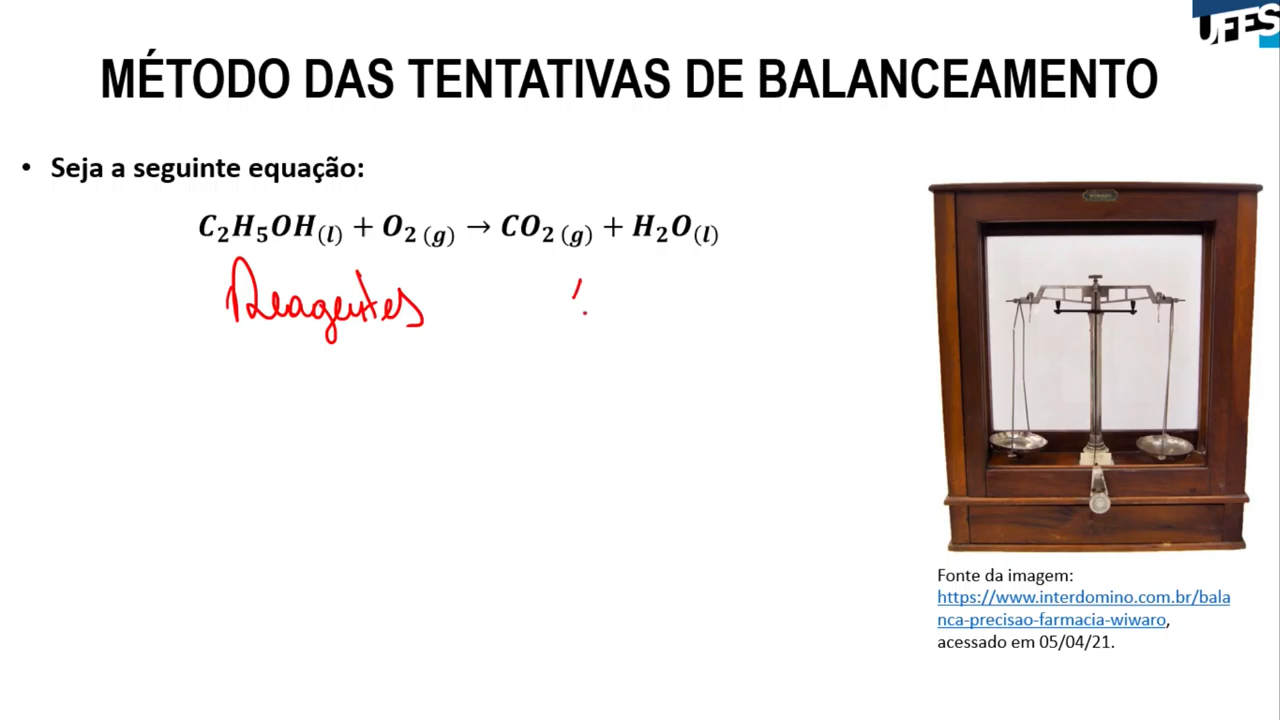 UFES
MÉTODO DAS TENTATIVAS DE BALANCEAMENTO
• Seja a seguinte equação:
C₂H₅OH₍l₎ + O₂ ₍g₎ → CO₂ ₍g₎ + H₂O₍l₎
Reagentes
Fonte da imagem:
https://www.interdomino.com.br/bala
nca-precisao-farmacia-wiwaro,
acessado em 05/04/21.